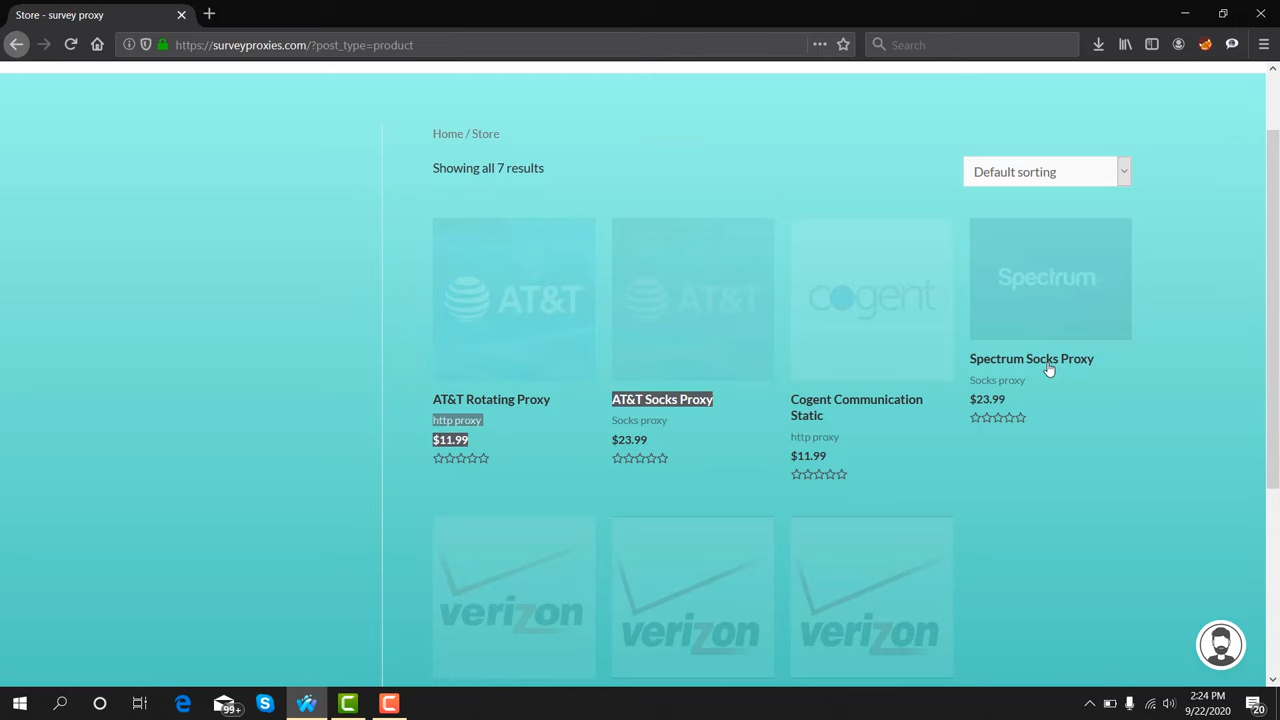 Store - survey proxy
https://surveyproxies.com/?post_type=product
Search
Home / Store
Showing all 7 results
Default sorting
AT&T
AT&T
cogent
Spectrum
AT&T Rotating Proxy
http proxy
$11.99
AT&T Socks Proxy
Socks proxy
$23.99
Cogent Communication
Static
http proxy
$11.99
Spectrum Socks Proxy
Socks proxy
$23.99
verizon
verizon
verizon
99+
2:24 PM
9/22/2020
20